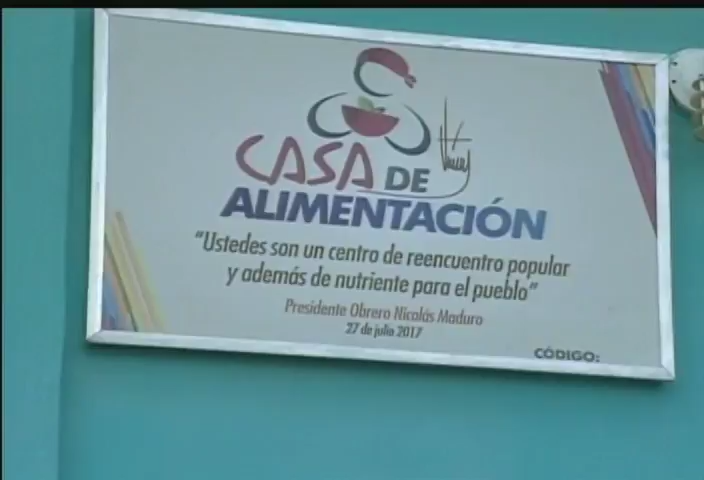 CASA DE
ALIMENTACIÓN
"Ustedes son un centro de reencuentro popular
y además de nutriente para el pueblo"
Presidente Obrero Nicolás Maduro
27 de julio 2017
CÓDIGO: